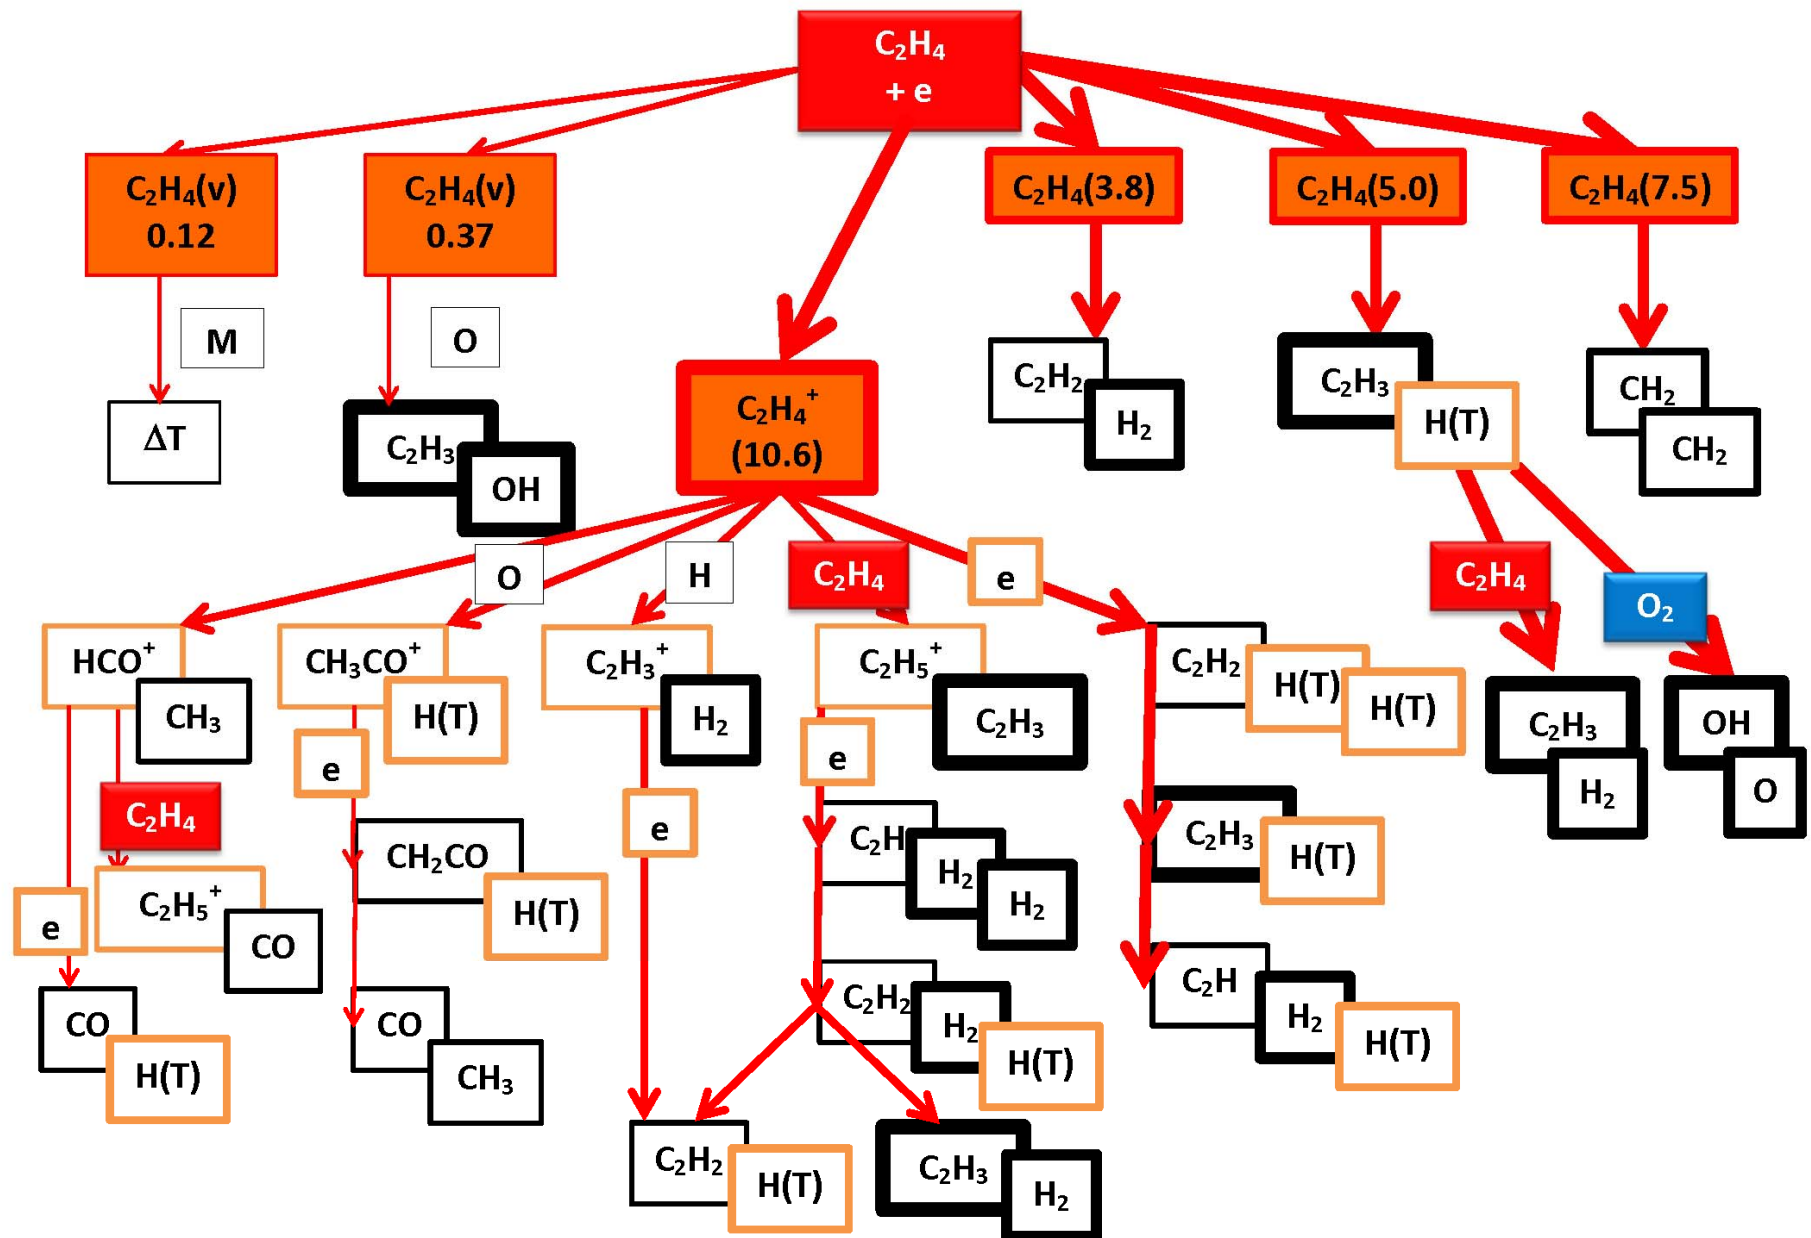 C₂H₄
+ e
C₂H₄(v)
0.12
C₂H₄(v)
0.37
C₂H₄(3.8)
C₂H₄(5.0)
C₂H₄(7.5)
M
O
ΔT
C₂H₃
OH
C₂H₄⁺
(10.6)
C₂H₂
H₂
C₂H₃
H(T)
CH₂
CH₂
O
H
C₂H₄
e
C₂H₄
O₂
HCO⁺
CH₃
CH₃CO⁺
H(T)
C₂H₃⁺
H₂
C₂H₅⁺
C₂H₃
C₂H₂
H(T)
H(T)
C₂H₃
H₂
OH
O
e
e
C₂H₄
e
CH₂CO
H(T)
C₂H
H₂
H₂
C₂H₃
H(T)
e
C₂H₅⁺
CO
CO
H(T)
CO
CH₃
C₂H₂
H₂
H(T)
C₂H
H₂
H(T)
C₂H₂
H(T)
C₂H₃
H₂